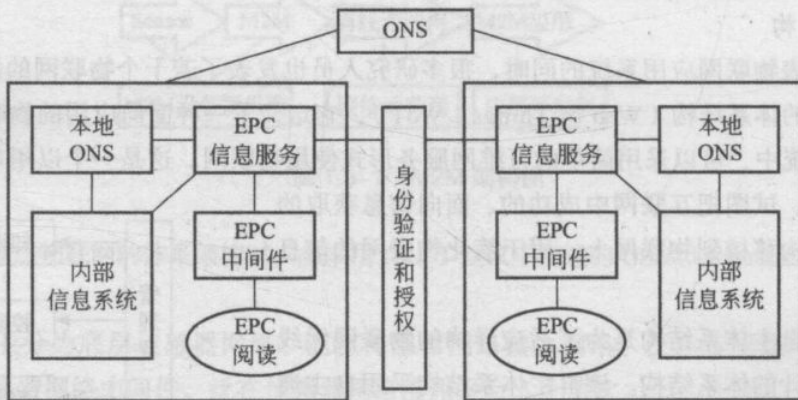 ONS
本地
ONS
EPC
信息服务
内部
信息系统
EPC
中间件
EPC
阅读
身份验证和授权
EPC
信息服务
本地
ONS
EPC
中间件
内部
信息系统
EPC
阅读